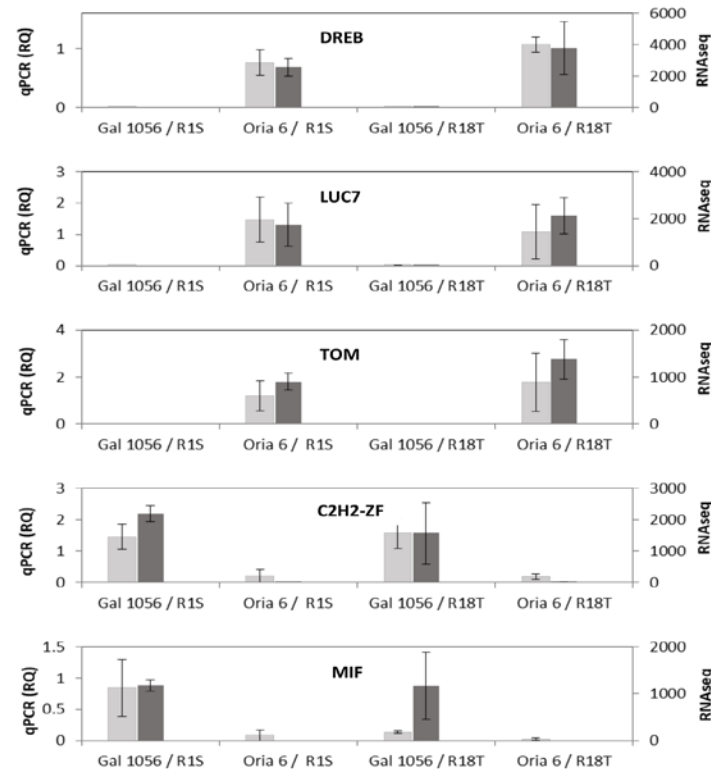 DREB
qPCR (RQ)
RNAseq
1
0
6000
4000
2000
0
Gal 1056 / R1S Oria 6 / R1S Gal 1056 / R18T Oria 6 / R18T
LUC7
qPCR (RQ)
RNAseq
3
2
1
0
4000
2000
0
Gal 1056 / R1S Oria 6 / R1S Gal 1056 / R18T Oria 6 / R18T
TOM
qPCR (RQ)
RNAseq
4
2
0
2000
1000
0
Gal 1056 / R1S Oria 6 / R1S Gal 1056 / R18T Oria 6 / R18T
C2H2-ZF
qPCR (RQ)
RNAseq
3
2
1
0
3000
2000
1000
0
Gal 1056 / R1S Oria 6 / R1S Gal 1056 / R18T Oria 6 / R18T
MIF
qPCR (RQ)
RNAseq
1.5
1
0.5
0
2000
1000
0
Gal 1056 / R1S Oria 6 / R1S Gal 1056 / R18T Oria 6 / R18T